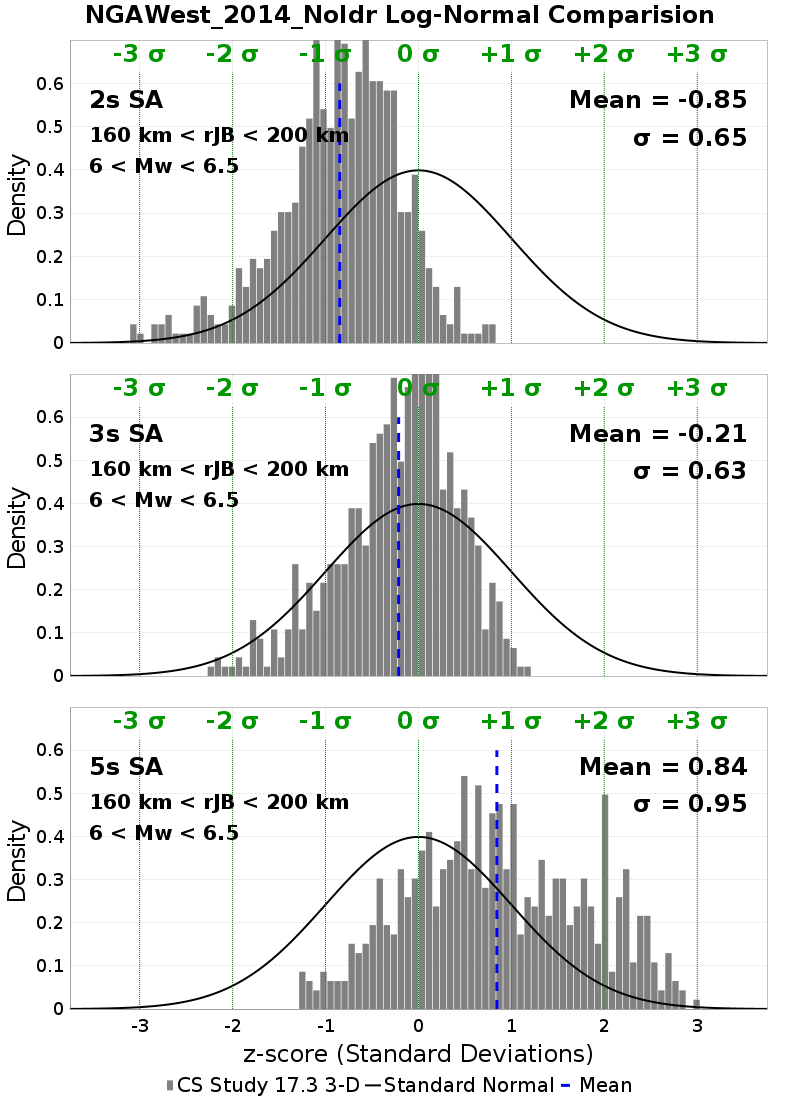 NGAWest_2014_NoIdr Log-Normal Comparision
-3 σ -2 σ -1 σ 0 σ +1 σ +2 σ +3 σ
2s SA Mean = -0.85
160 km < rJB < 200 km σ = 0.65
6 < Mw < 6.5
0.6
0.5
0.4
0.3
0.2
0.1
0
Density
-3 σ -2 σ -1 σ 0 σ +1 σ +2 σ +3 σ
3s SA Mean = -0.21
160 km < rJB < 200 km σ = 0.63
6 < Mw < 6.5
0.6
0.5
0.4
0.3
0.2
0.1
0
Density
-3 σ -2 σ -1 σ 0 σ +1 σ +2 σ +3 σ
5s SA Mean = 0.84
160 km < rJB < 200 km σ = 0.95
6 < Mw < 6.5
0.6
0.5
0.4
0.3
0.2
0.1
0
Density
-3 -2 -1 0 1 2 3
z-score (Standard Deviations)
CS Study 17.3 3-D Standard Normal Mean